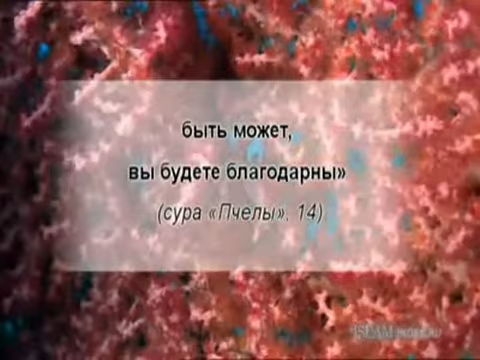 быть может,
вы будете благодарны»
(сура «Пчелы», 14)